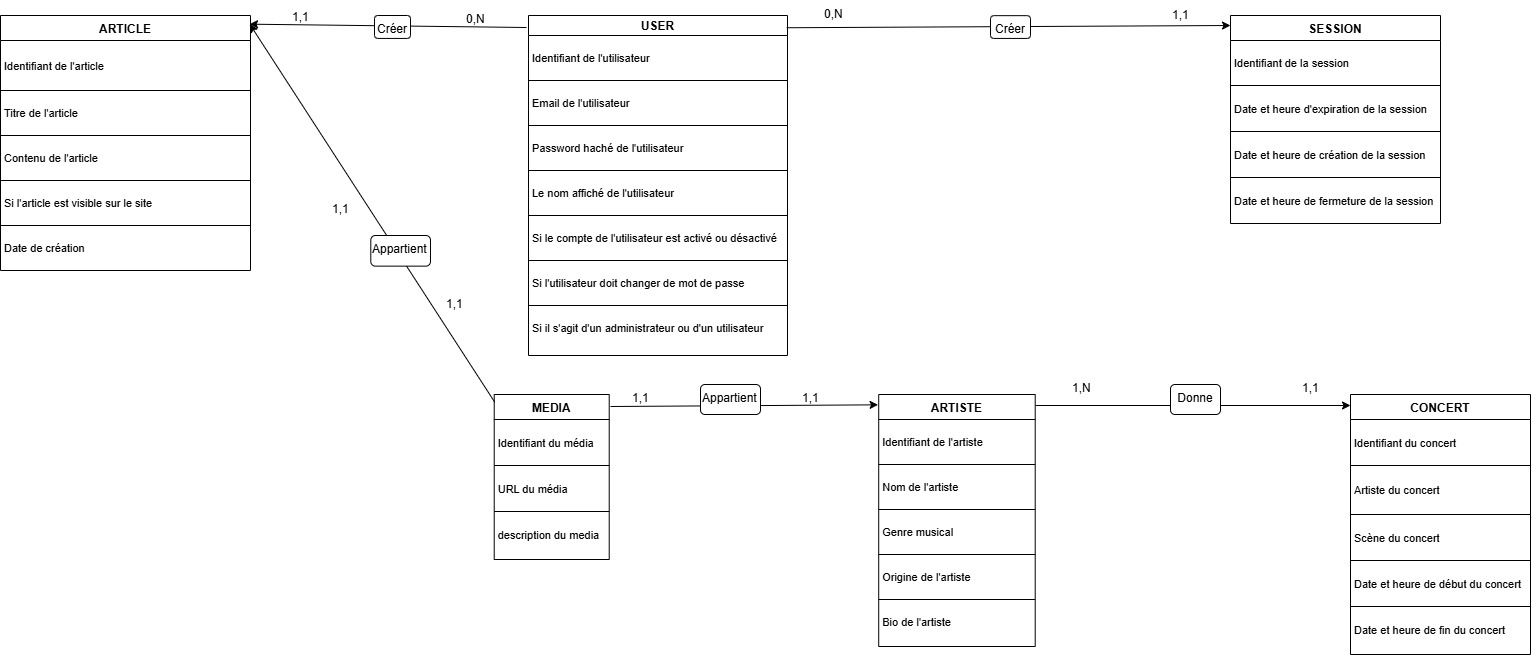 1,1
Créer
0,N
0,N
Créer
1,1
ARTICLE
Identifiant de l'article
Titre de l'article
Contenu de l'article
Si l'article est visible sur le site
Date de création
USER
Identifiant de l'utilisateur
Email de l'utilisateur
Password haché de l'utilisateur
Le nom affiché de l'utilisateur
Si le compte de l'utilisateur est activé ou désactivé
Si l'utilisateur doit changer de mot de passe
Si il s'agit d'un administrateur ou d'un utilisateur
SESSION
Identifiant de la session
Date et heure d'expiration de la session
Date et heure de création de la session
Date et heure de fermeture de la session
1,1
Appartient
1,1
MEDIA
Identifiant du média
URL du média
description du media
1,1
Appartient
1,1
ARTISTE
Identifiant de l'artiste
Nom de l'artiste
Genre musical
Origine de l'artiste
Bio de l'artiste
1,N
Donne
1,1
CONCERT
Identifiant du concert
Artiste du concert
Scène du concert
Date et heure de début du concert
Date et heure de fin du concert